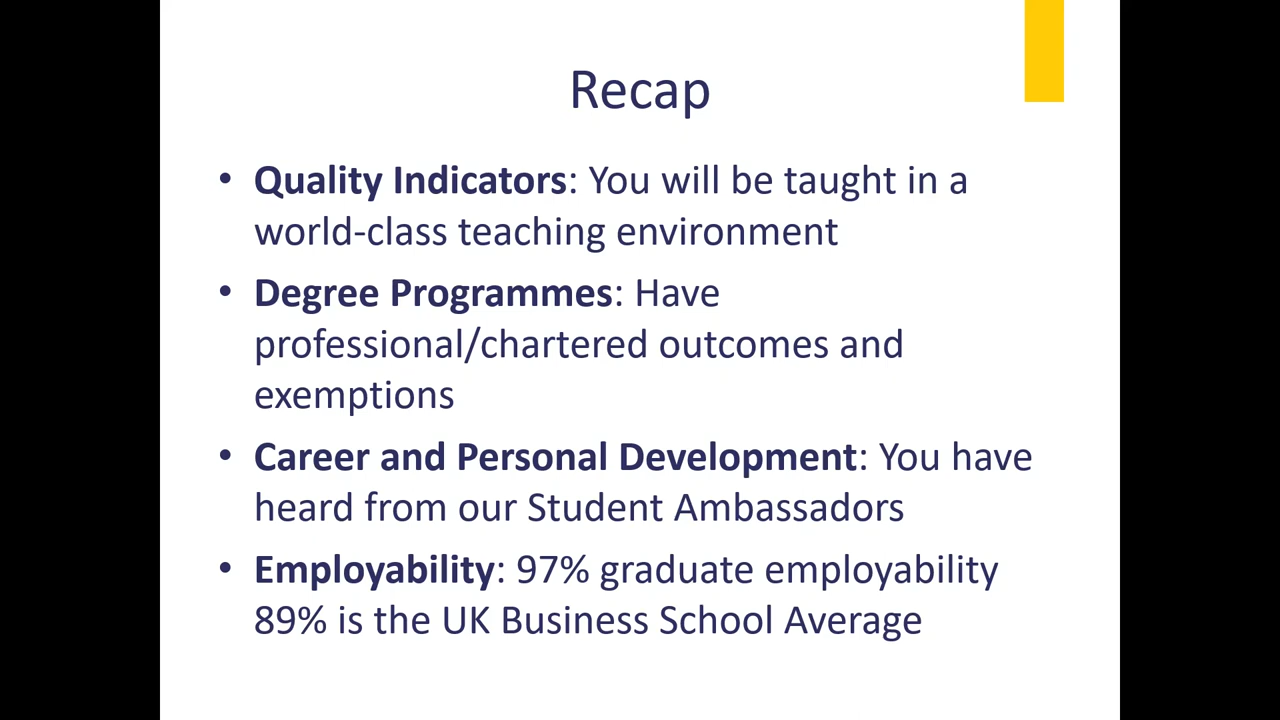 Recap
• Quality Indicators: You will be taught in a
world-class teaching environment
• Degree Programmes: Have
professional/chartered outcomes and
exemptions
• Career and Personal Development: You have
heard from our Student Ambassadors
• Employability: 97% graduate employability
89% is the UK Business School Average